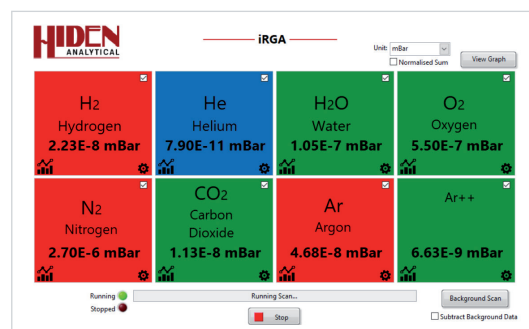 HIDEN
ANALYTICAL
iRGA
Unit: mBar
Normalised Sum
View Graph
H2
Hydrogen
2.23E-8 mBar
He
Helium
7.90E-11 mBar
H2O
Water
1.05E-7 mBar
O2
Oxygen
5.50E-7 mBar
N2
Nitrogen
2.70E-6 mBar
CO2
Carbon
Dioxide
1.13E-8 mBar
Ar
Argon
4.68E-8 mBar
Ar++
6.63E-9 mBar
Running
Running Scan...
Background Scan
Stopped
Stop
Subtract Background Data